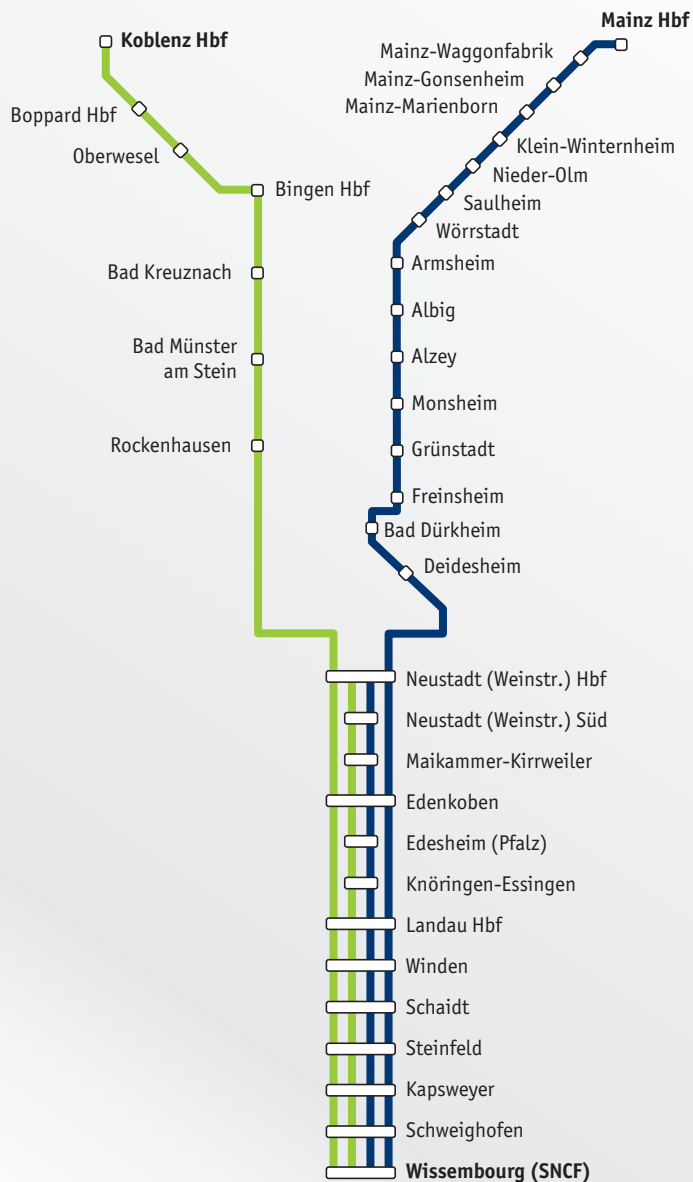 Mainz Hbf
Koblenz Hbf
Mainz-Waggonfabrik
Mainz-Gonsenheim
Mainz-Marienborn
Boppard Hbf
Klein-Winternheim
Oberwesel
Nieder-Olm
Bingen Hbf
Saulheim
Wörrstadt
Armsheim
Bad Kreuznach
Albig
Bad Münster
am Stein
Alzey
Monsheim
Rockenhausen
Grünstadt
Freinsheim
Bad Dürkheim
Deidesheim
Neustadt (Weinstr.) Hbf
Neustadt (Weinstr.) Süd
Maikammer-Kirrweiler
Edenkoben
Edesheim (Pfalz)
Knöringen-Essingen
Landau Hbf
Winden
Schaidt
Steinfeld
Kapsweyer
Schweighofen
Wissembourg (SNCF)